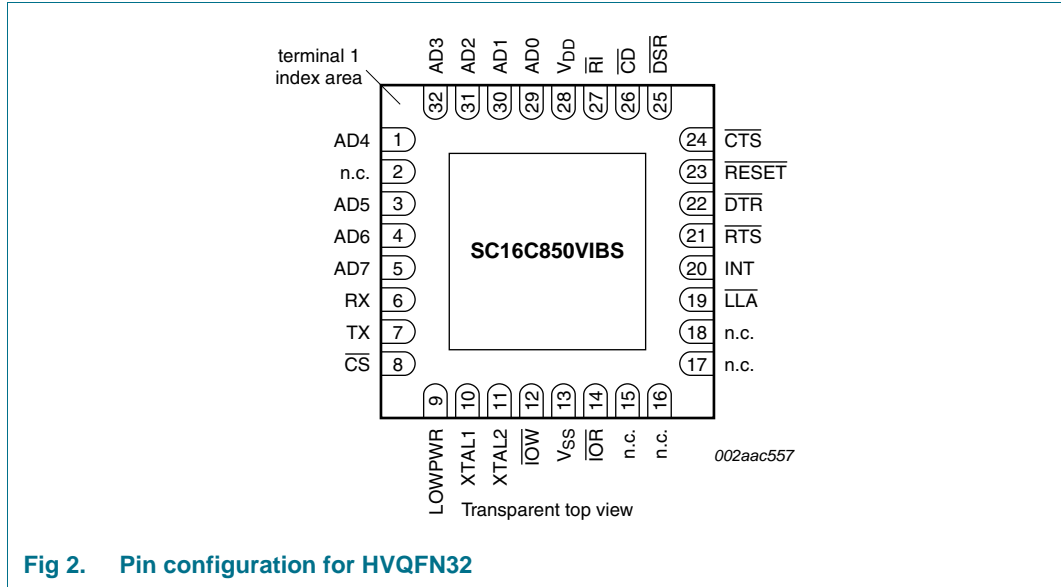 terminal 1
index area
AD3
AD2
AD1
AD0
VDD
RI
CD
DSR
32
31
30
29
28
27
26
25
AD4 1
n.c. 2
AD5 3
AD6 4
AD7 5
RX 6
TX 7
CS 8
SC16C850VIBS
24 CTS
23 RESET
22 DTR
21 RTS
20 INT
19 LLA
18 n.c.
17 n.c.
9
10
11
12
13
14
15
16
LOWPWR
XTAL1
XTAL2
IOW
VSS
IOR
n.c.
n.c.
002aac557
Transparent top view
Fig 2. Pin configuration for HVQFN32